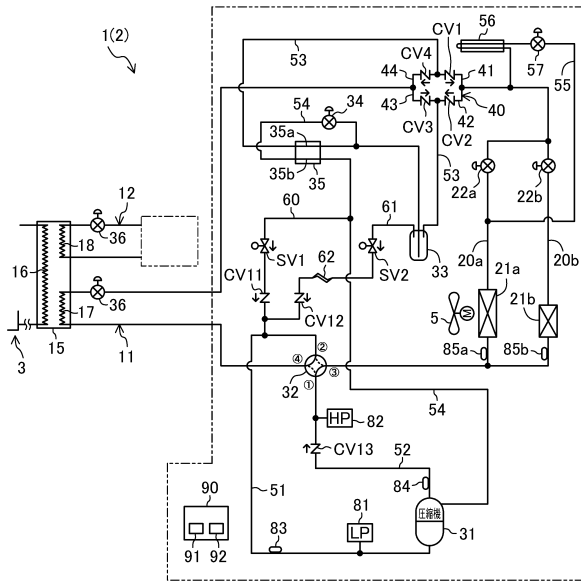 1(2)
53
CV4
CV1
56
57
55
44
41
43
42
40
CV3
CV2
34
54
35a
35b
35
53
22a
22b
12
36
18
16
36
17
15
11
3
60
61
33
SV1
62
SV2
CV11
CV12
20a
20b
21a
21b
5
M
85a
85b
②
④
①
③
32
54
HP
82
CV13
52
84
51
81
LP
83
圧縮機
31
90
91
92